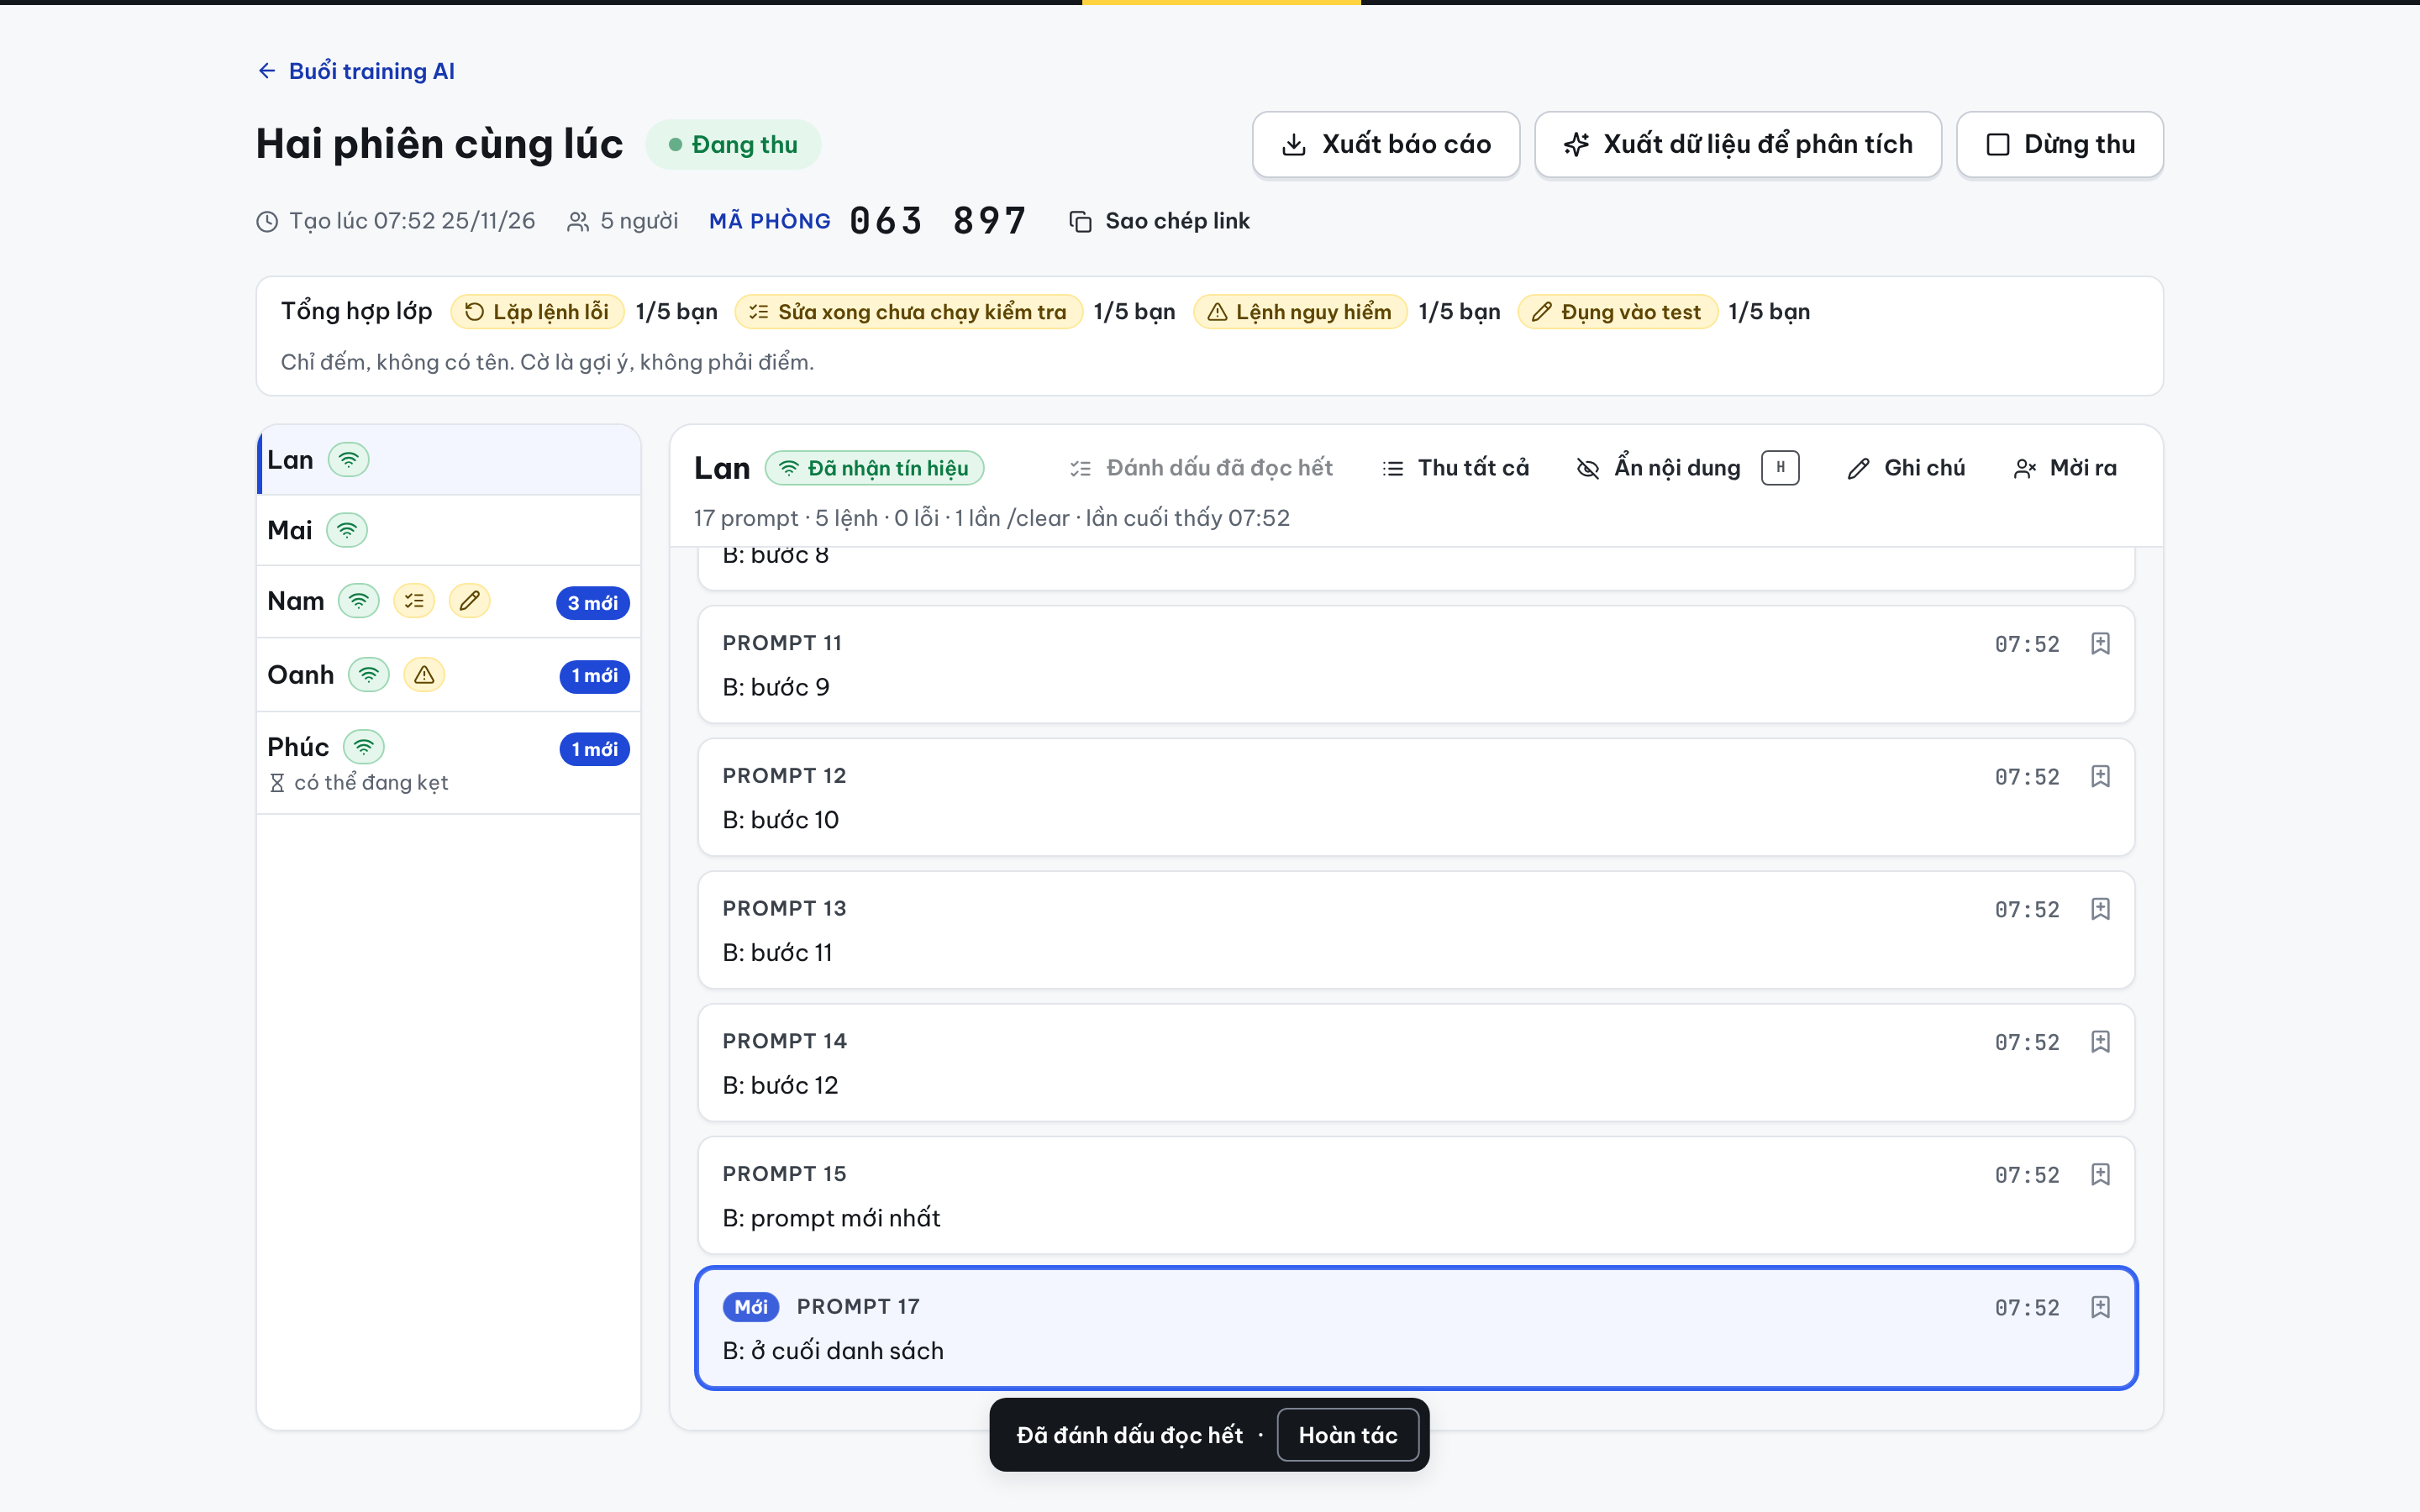 Buổi training AI
Hai phiên cùng lúc
Đang thu
Xuất báo cáo
Xuất dữ liệu để phân tích
Dừng thu
Tạo lúc 07:52 25/11/26
5 người
MÃ PHÒNG 063 897
Sao chép link
Tổng hợp lớp
Lặp lệnh lỗi 1/5 bạn
Sửa xong chưa chạy kiểm tra 1/5 bạn
Lệnh nguy hiểm 1/5 bạn
Đụng vào test 1/5 bạn
Chỉ đếm, không có tên. Cờ là gợi ý, không phải điểm.
Lan
Mai
Nam
3 mới
Oanh
1 mới
Phúc
1 mới
có thể đang kẹt
Lan
Đã nhận tín hiệu
Đánh dấu đã đọc hết
Thu tất cả
Ẩn nội dung H
Ghi chú
Mời ra
17 prompt · 5 lệnh · 0 lỗi · 1 lần /clear · lần cuối thấy 07:52
B: bước 8
PROMPT 11
07:52
B: bước 9
PROMPT 12
07:52
B: bước 10
PROMPT 13
07:52
B: bước 11
PROMPT 14
07:52
B: bước 12
PROMPT 15
07:52
B: prompt mới nhất
Mới PROMPT 17
07:52
B: ở cuối danh sách
Đã đánh dấu đọc hết ·
Hoàn tác